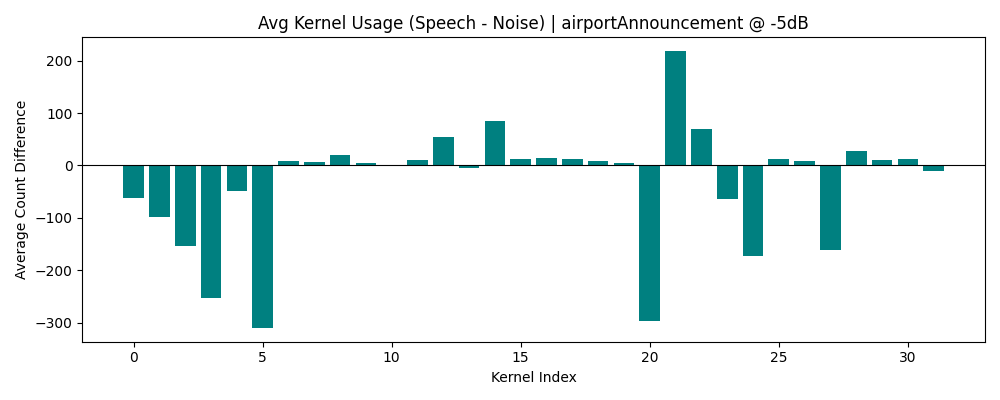 Avg Kernel Usage (Speech - Noise) | airportAnnouncement @ -5dB
Average Count Difference
200
100
0
−100
−200
−300
0 5 10 15 20 25 30
Kernel Index